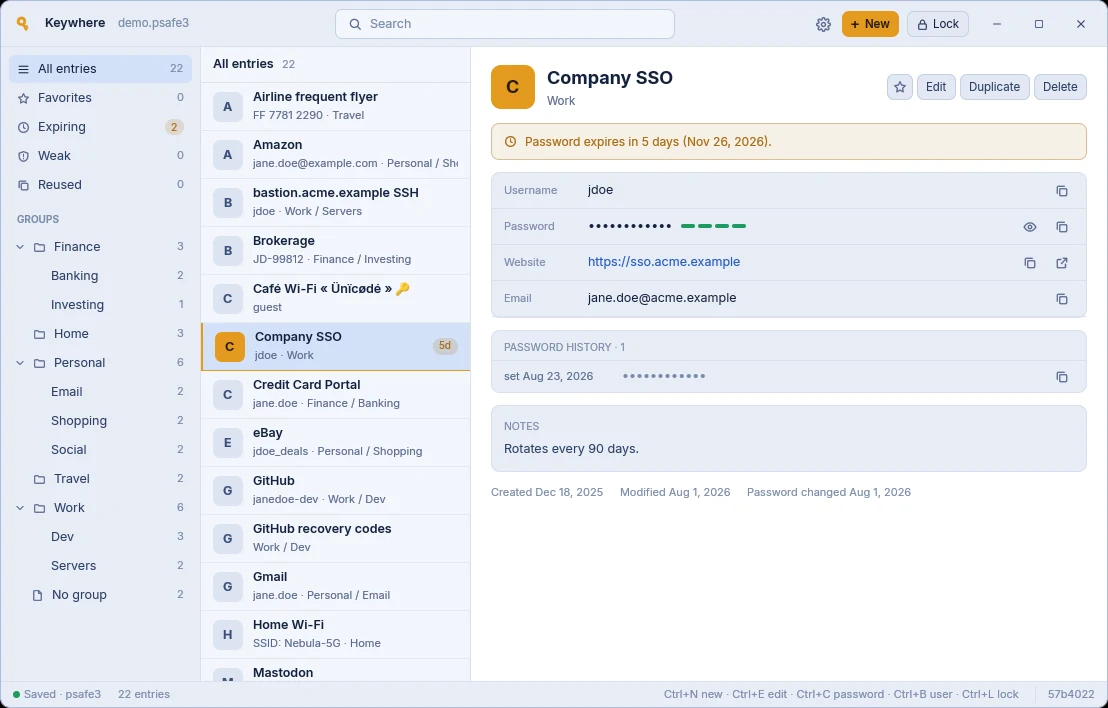 Keywhere demo.psafe3
Search
+ New
Lock
All entries 22
Favorites 0
Expiring 2
Weak 0
Reused 0
GROUPS
Finance 3
Banking 2
Investing 1
Home 3
Personal 6
Email 2
Shopping 2
Social 2
Travel 2
Work 6
Dev 3
Servers 2
No group 2
All entries 22
A
Airline frequent flyer
FF 7781 2290 · Travel
A
Amazon
jane.doe@example.com · Personal / Sho
B
bastion.acme.example SSH
jdoe · Work / Servers
B
Brokerage
JD-99812 · Finance / Investing
C
Café Wi-Fi « Ünïcødé » 🔑
guest
C
Company SSO
jdoe · Work
5d
C
Credit Card Portal
jane.doe · Finance / Banking
E
eBay
jdoe_deals · Personal / Shopping
G
GitHub
janedoe-dev · Work / Dev
G
GitHub recovery codes
Work / Dev
G
Gmail
jane.doe · Personal / Email
H
Home Wi-Fi
SSID: Nebula-5G · Home
M
Mastodon
C
Company SSO
Work
Edit
Duplicate
Delete
Password expires in 5 days (Nov 26, 2026).
Username jdoe
Password ••••••••••••
Website https://sso.acme.example
Email jane.doe@acme.example
PASSWORD HISTORY · 1
set Aug 23, 2026 ••••••••••••
NOTES
Rotates every 90 days.
Created Dec 18, 2025 Modified Aug 1, 2026 Password changed Aug 1, 2026
Saved · psafe3 22 entries
Ctrl+N new · Ctrl+E edit · Ctrl+C password · Ctrl+B user · Ctrl+L lock 57b4022